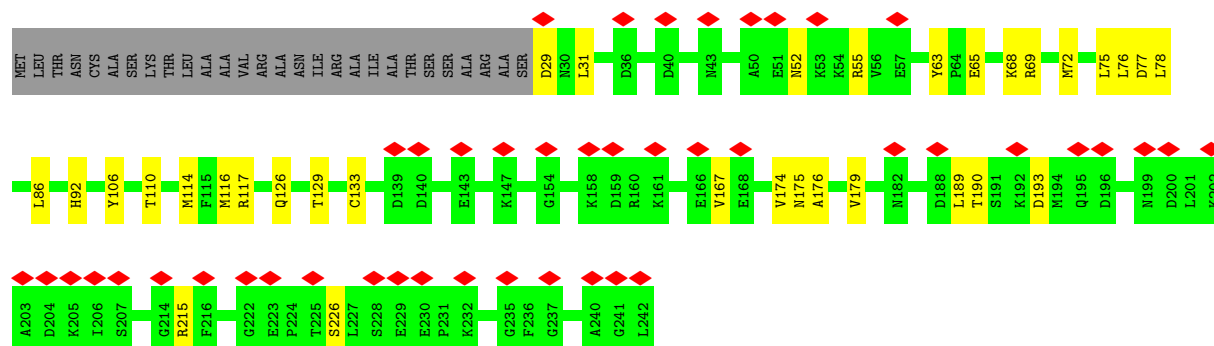 MET LEU THR ASN CYS ALA SER LYS THR LEU ALA ALA VAL ARG ALA ASN ILE ARG ALA ILE ALA THR SER SER ALA ARG ALA SER D29 N30 L31 D36 D40 N43 A50 E51 N52 K53 K54 R55 V56 E57 Y63 P64 E65 K68 R69 M72 L75 L76 D77 L78
L86 H92 Y106 T110 M114 F115 M116 R117 Q126 T129 C133 D139 D140 E143 K147 G154 K158 D159 R160 K161 E166 V167 E168 V174 N175 A176 V179 N182 D188 L189 T190 S191 K192 D193 M194 Q195 D196 N199 D200 L201 K202
A203 D204 K205 I206 S207 G214 R215 F216 G222 E223 P224 T225 S226 L227 S228 E229 E230 P231 K232 G235 F236 G237 A240 G241 L242